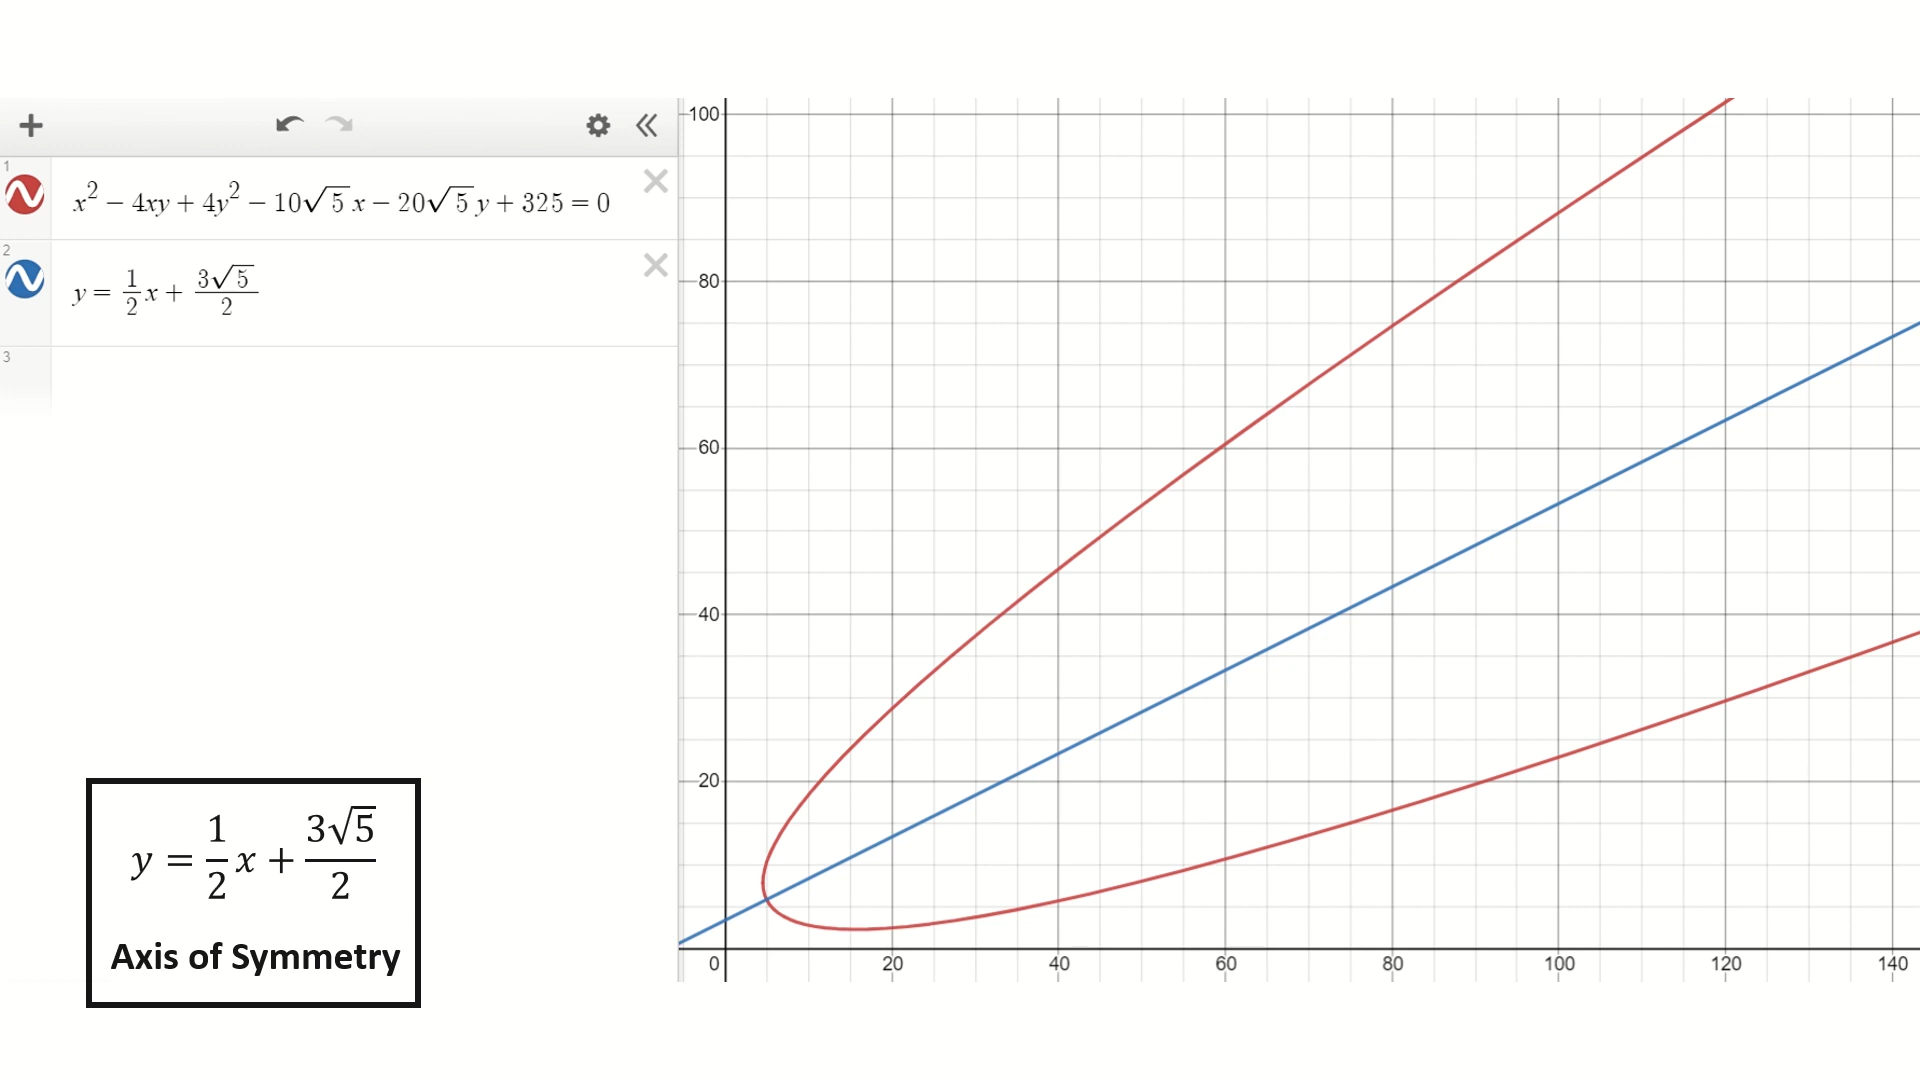 1
x² − 4xy + 4y² − 10√5 x − 20√5 y + 325 = 0
2
y = 1/2 x + 3√5/2
3
y = 1/2 x + 3√5/2
Axis of Symmetry
100
80
60
40
20
0 20 40 60 80 100 120 140